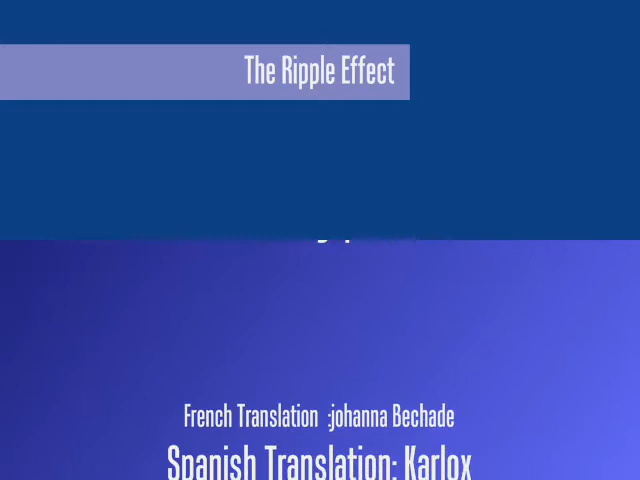 The Ripple Effect
French Translation :johanna Bechade
Spanish Translation: Karlox